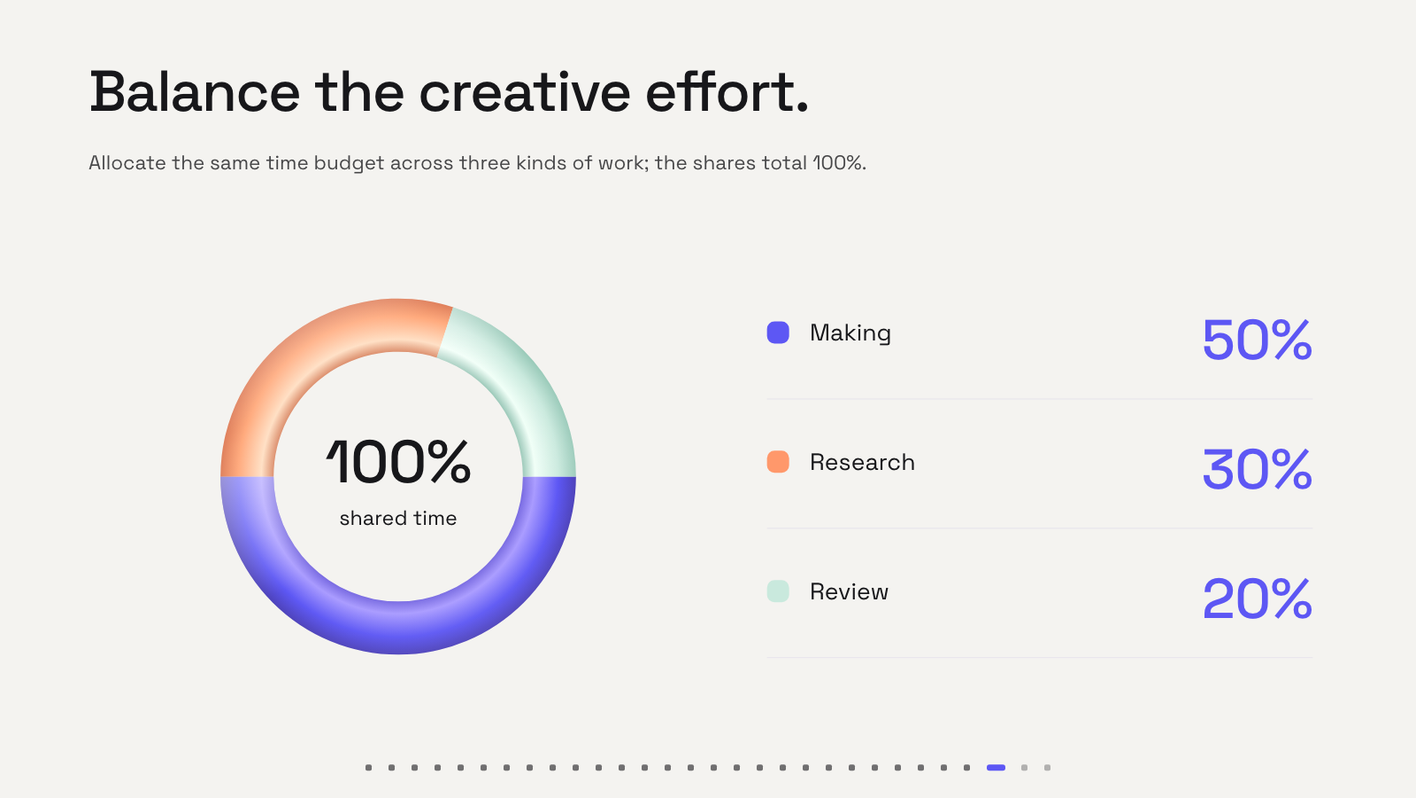 Balance the creative effort.
Allocate the same time budget across three kinds of work; the shares total 100%.
100%
shared time
Making
50%
Research
30%
Review
20%